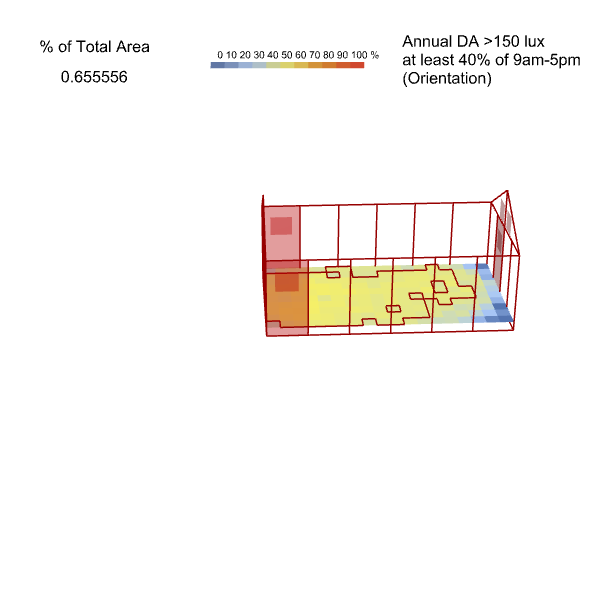 % of Total Area
0.655556
0 10 20 30 40 50 60 70 80 90 100 %
Annual DA >150 lux
at least 40% of 9am-5pm
(Orientation)